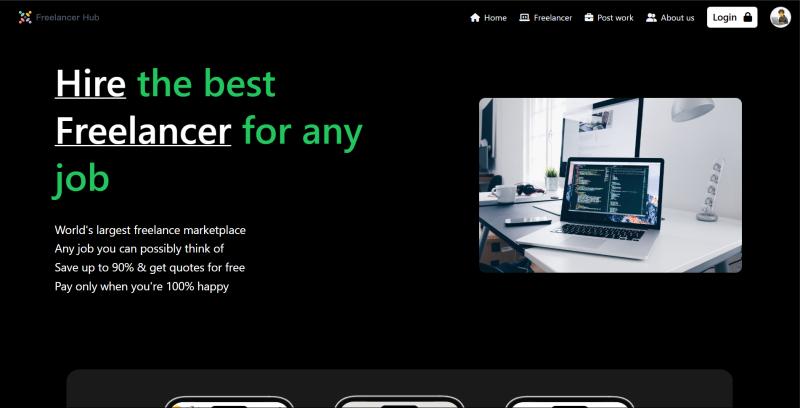 Freelancer Hub
Home
Freelancer
Post work
About us
Login
Hire the best
Freelancer for any
job
World's largest freelance marketplace
Any job you can possibly think of
Save up to 90% & get quotes for free
Pay only when you're 100% happy